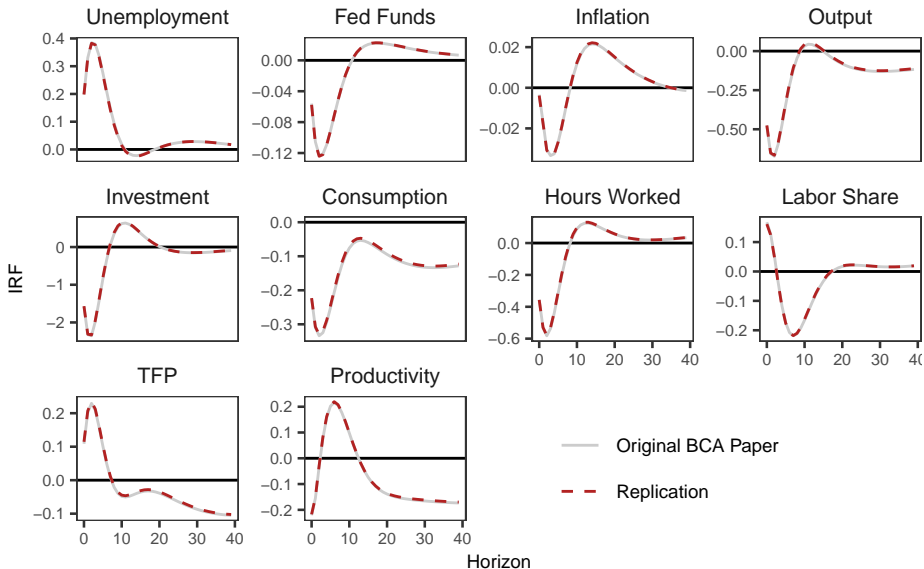 Unemployment
Fed Funds
Inflation
Output
0.4
0.3
0.2
0.1
0.0
0.00
−0.04
−0.08
−0.12
0.02
0.00
−0.02
0.00
−0.25
−0.50
Investment
Consumption
Hours Worked
Labor Share
0
−1
−2
0.0
−0.1
−0.2
−0.3
0.0
−0.2
−0.4
−0.6
0.1
0.0
−0.1
−0.2
0 10 20 30 40
0 10 20 30 40
IRF
TFP
Productivity
0.2
0.1
0.0
−0.1
0.2
0.1
0.0
−0.1
−0.2
0 10 20 30 40
0 10 20 30 40
Original BCA Paper
Replication
Horizon